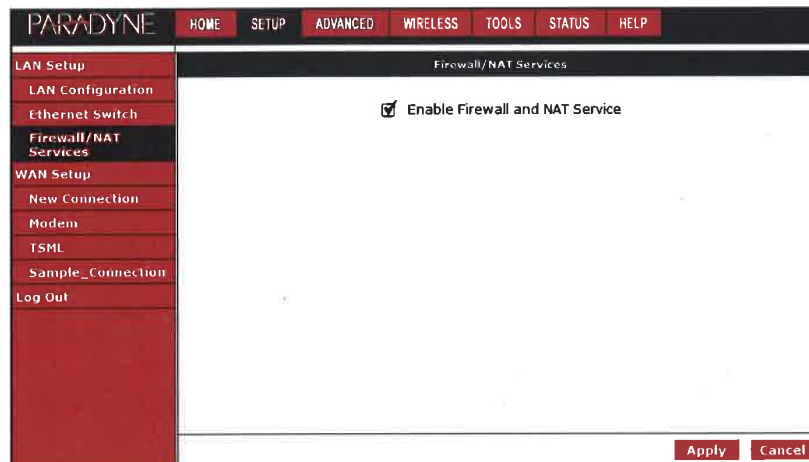 PARADYNE
HOME SETUP ADVANCED WIRELESS TOOLS STATUS HELP
LAN Setup
LAN Configuration
Ethernet Switch
Firewall/NAT
Services
WAN Setup
New Connection
Modem
TSML
Sample_Connection
Log Out
Firewall/NAT Services
Enable Firewall and NAT Service
Apply Cancel